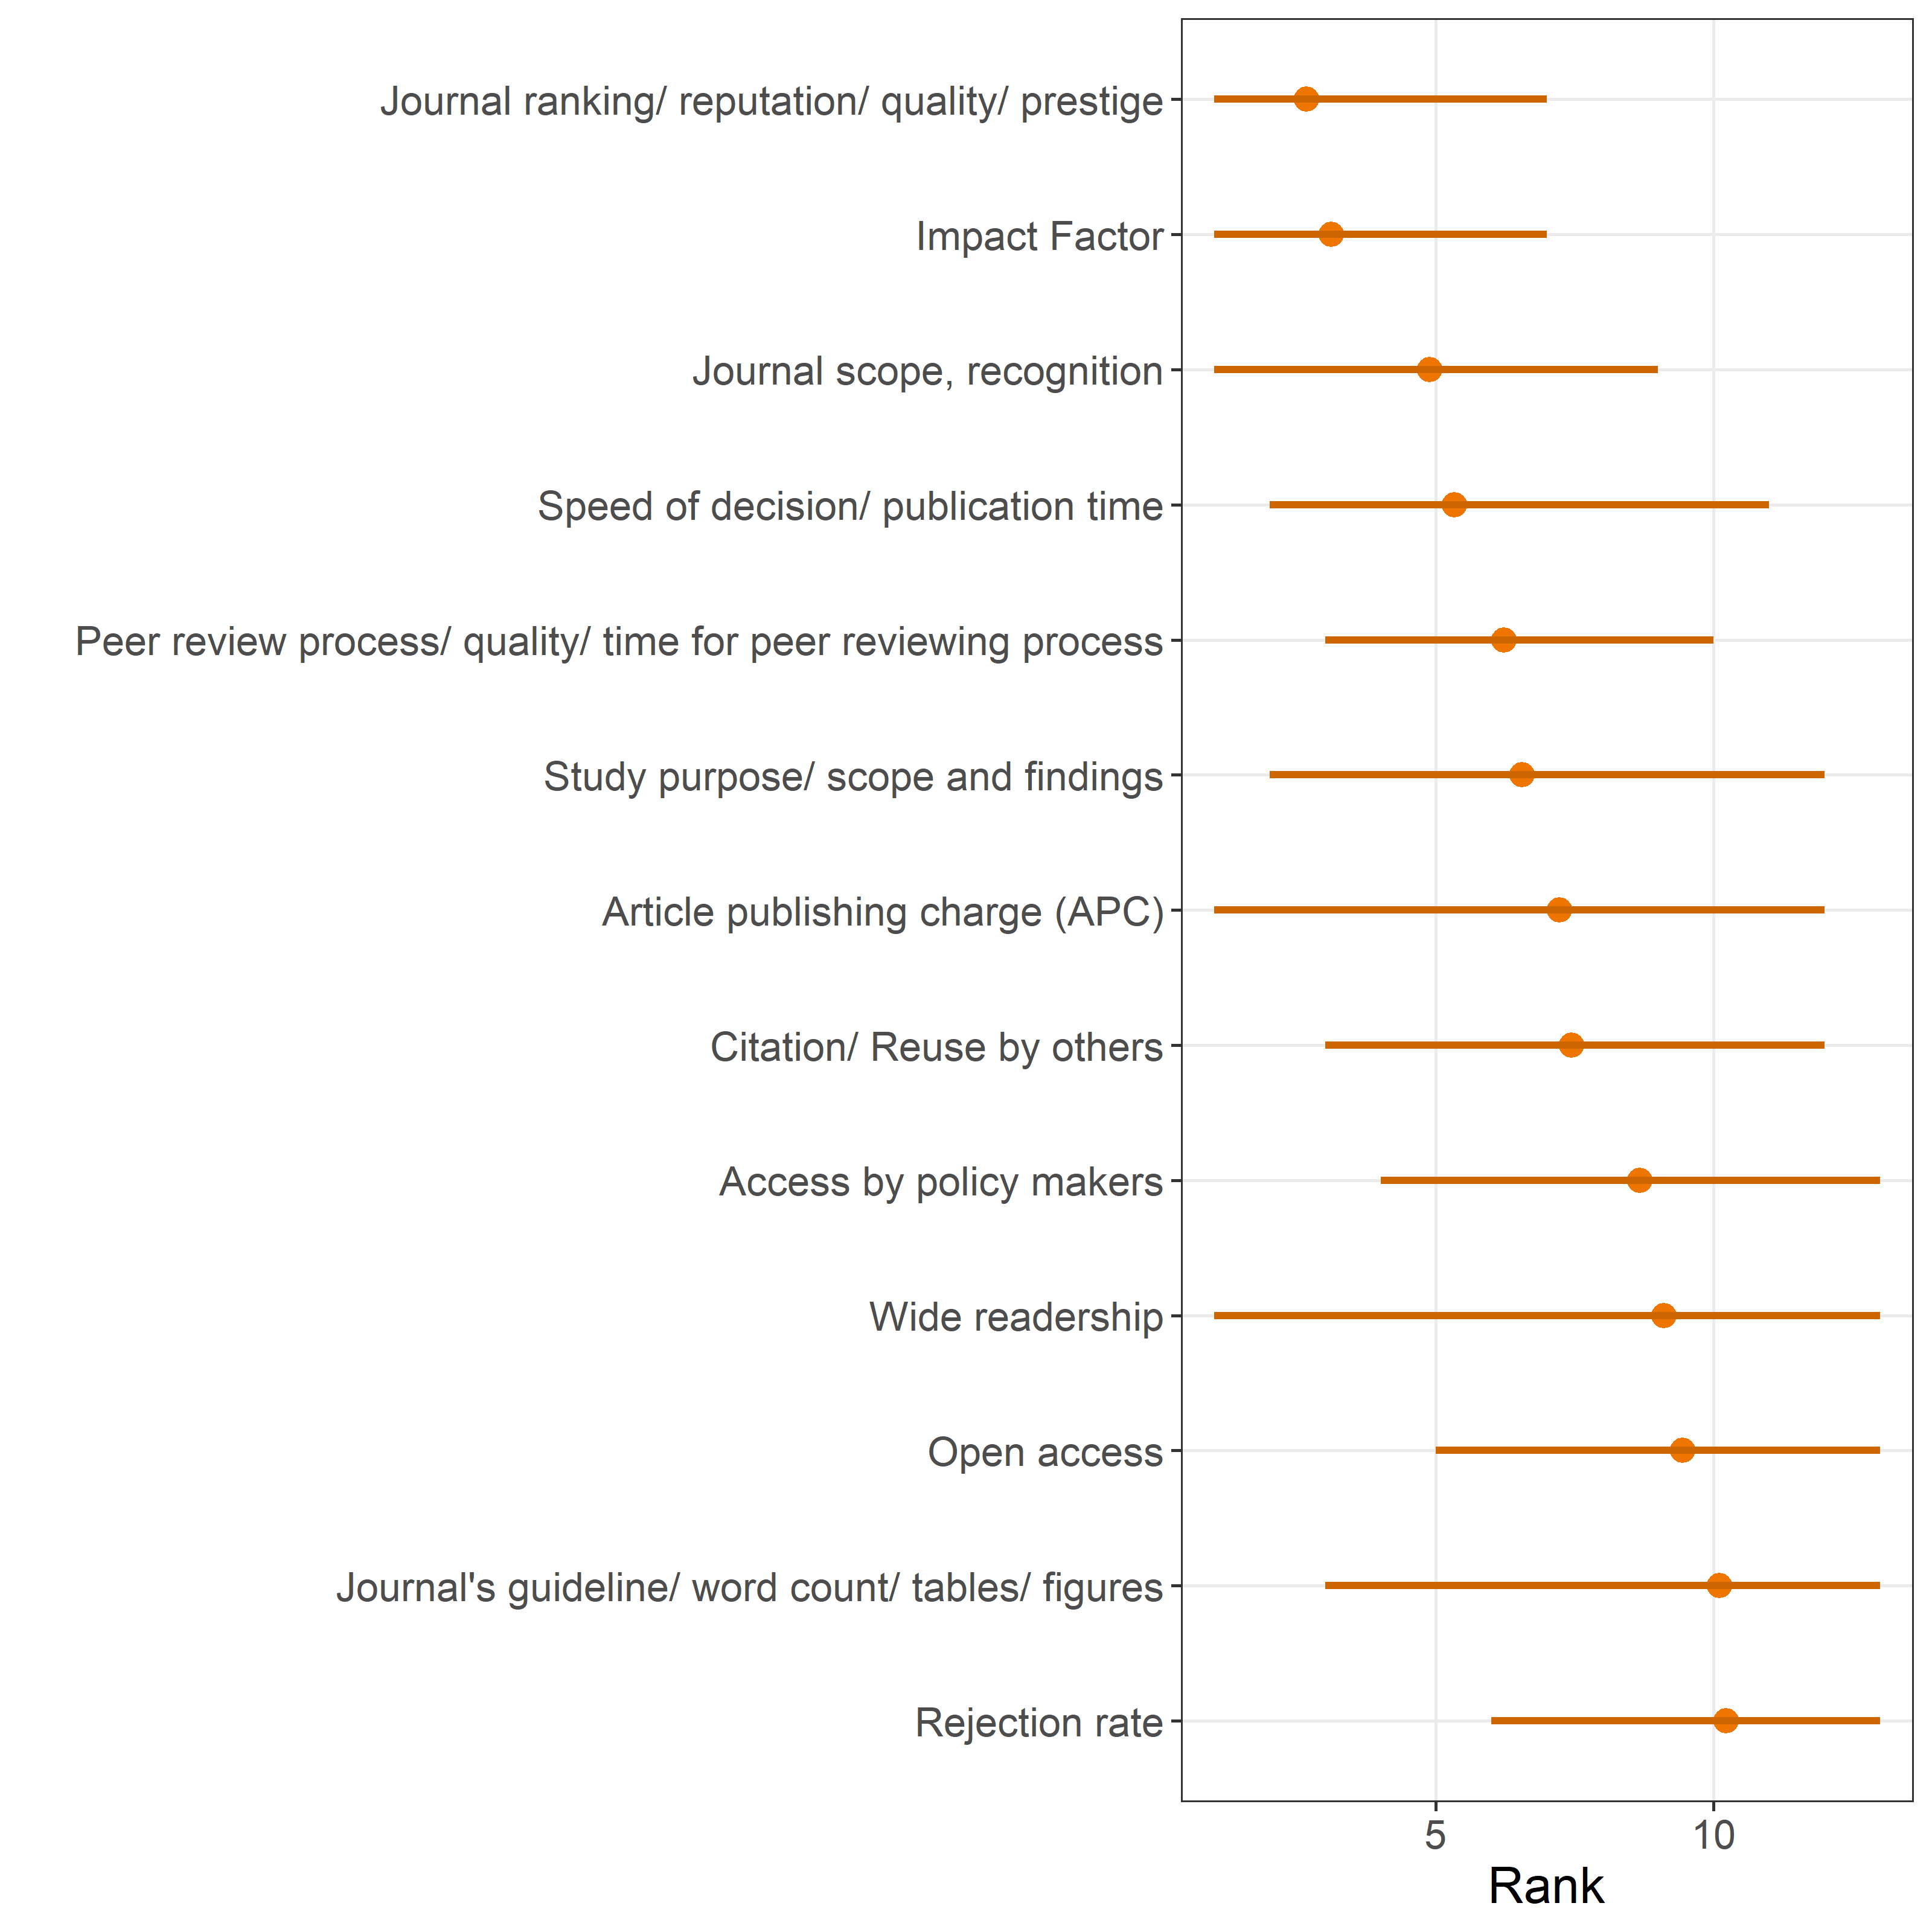 Journal ranking/ reputation/ quality/ prestige
Impact Factor
Journal scope, recognition
Speed of decision/ publication time
Peer review process/ quality/ time for peer reviewing process
Study purpose/ scope and findings
Article publishing charge (APC)
Citation/ Reuse by others
Access by policy makers
Wide readership
Open access
Journal's guideline/ word count/ tables/ figures
Rejection rate
5 10
Rank